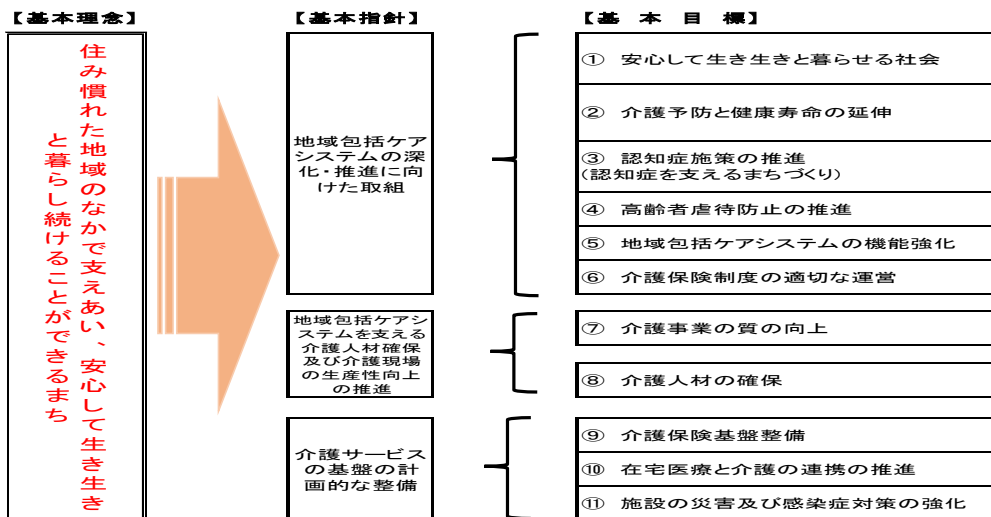 【基本理念】
住み慣れた地域のなかで支えあい、安心して生き生き
と暮らし続けることができるまち
【基本指針】
地域包括ケア
システムの深
化・推進に向
けた取組
地域包括ケアシ
ステムを支える
介護人材確保
及び介護現場
の生産性向上
の推進
介護サービス
の基盤の計
画的な整備
【基 本 目 標】
① 安心して生き生きと暮らせる社会
② 介護予防と健康寿命の延伸
③ 認知症施策の推進
(認知症を支えるまちづくり)
④ 高齢者虐待防止の推進
⑤ 地域包括ケアシステムの機能強化
⑥ 介護保険制度の適切な運営
⑦ 介護事業の質の向上
⑧ 介護人材の確保
⑨ 介護保険基盤整備
⑩ 在宅医療と介護の連携の推進
⑪ 施設の災害及び感染症対策の強化